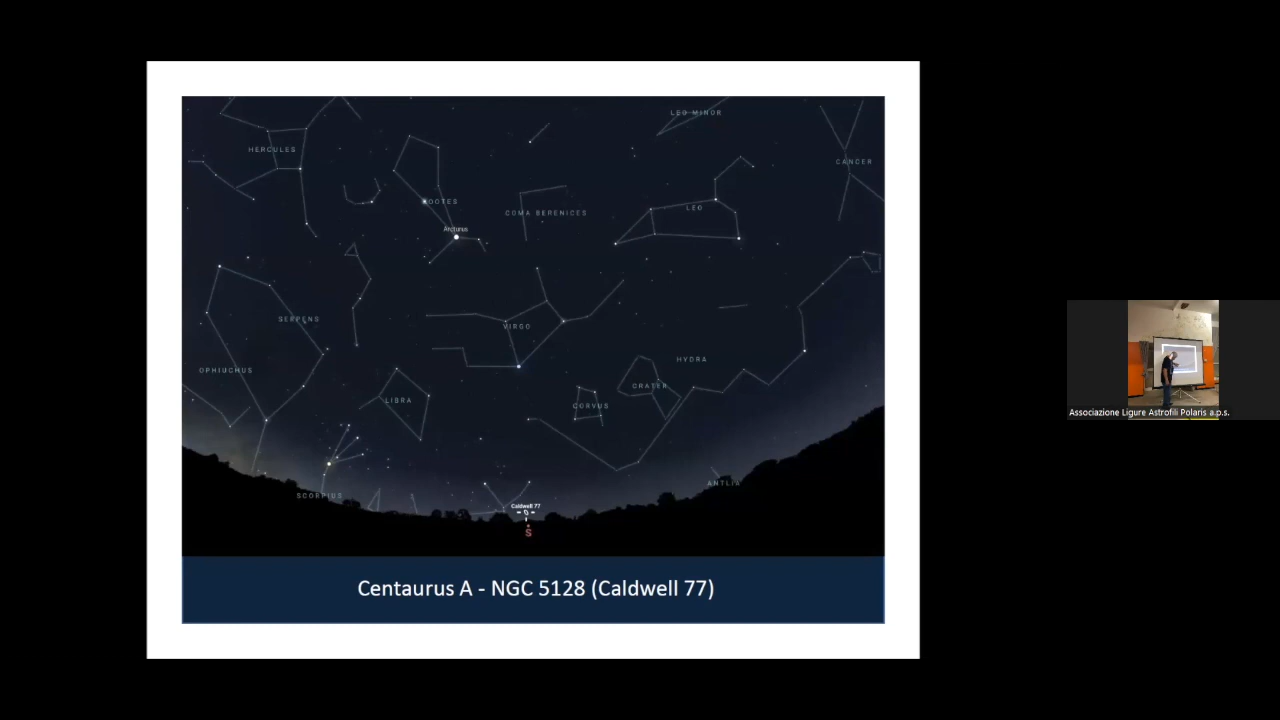 LEO MINOR
HERCULES
CANCER
BOOTES
COMA BERENICES
LEO
Arcturus
SERPENS
VIRGO
HYDRA
OPHIUCHUS
CRATER
LIBRA
CORVUS
ANTLIA
SCORPIUS
Caldwell 77
S
Centaurus A - NGC 5128 (Caldwell 77)
Associazione Ligure Astrofili Polaris a.p.s.